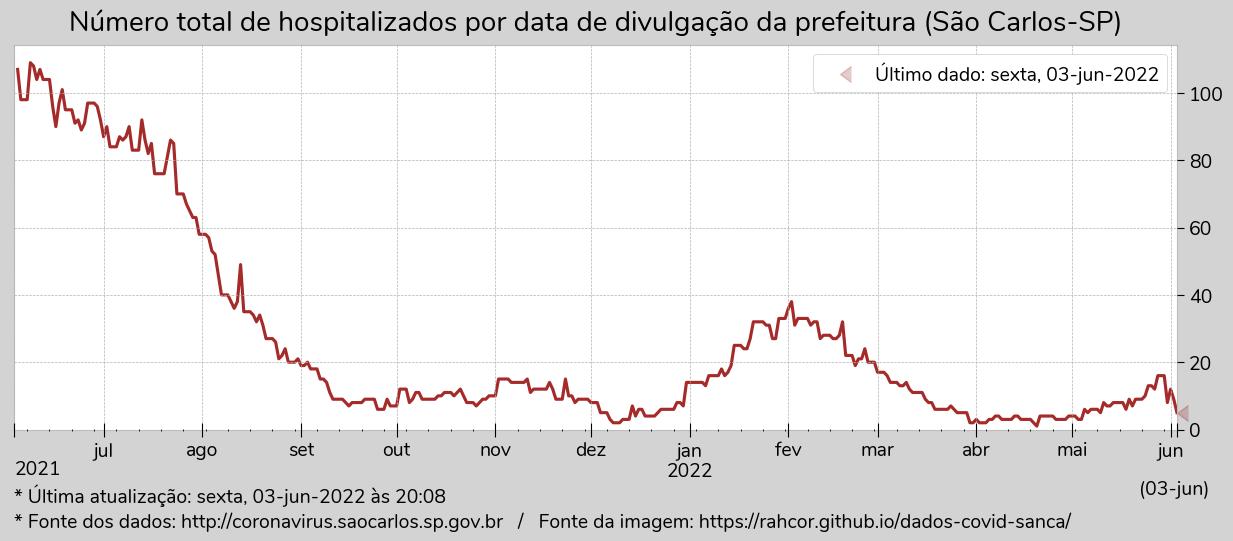 Número total de hospitalizados por data de divulgação da prefeitura (São Carlos-SP)
Último dado: sexta, 03-jun-2022
100
80
60
40
20
0
jul ago set out nov dez jan fev mar abr mai jun
2021 2022
(03-jun)
* Última atualização: sexta, 03-jun-2022 às 20:08
* Fonte dos dados: http://coronavirus.saocarlos.sp.gov.br / Fonte da imagem: https://rahcor.github.io/dados-covid-sanca/